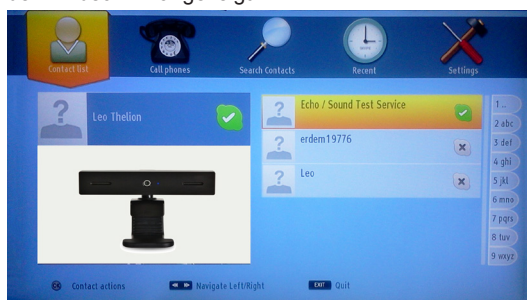 Contact list
Call phones
Search Contacts
Recent
Settings
Leo Thelion
Echo / Sound Test Service
erdem19776
Leo
1 ...
2 abc
3 def
4 ghi
5 jkl
6 mno
7 pqrs
8 tuv
9 wxyz
OK Contact actions
Navigate Left/Right
EXIT Quit